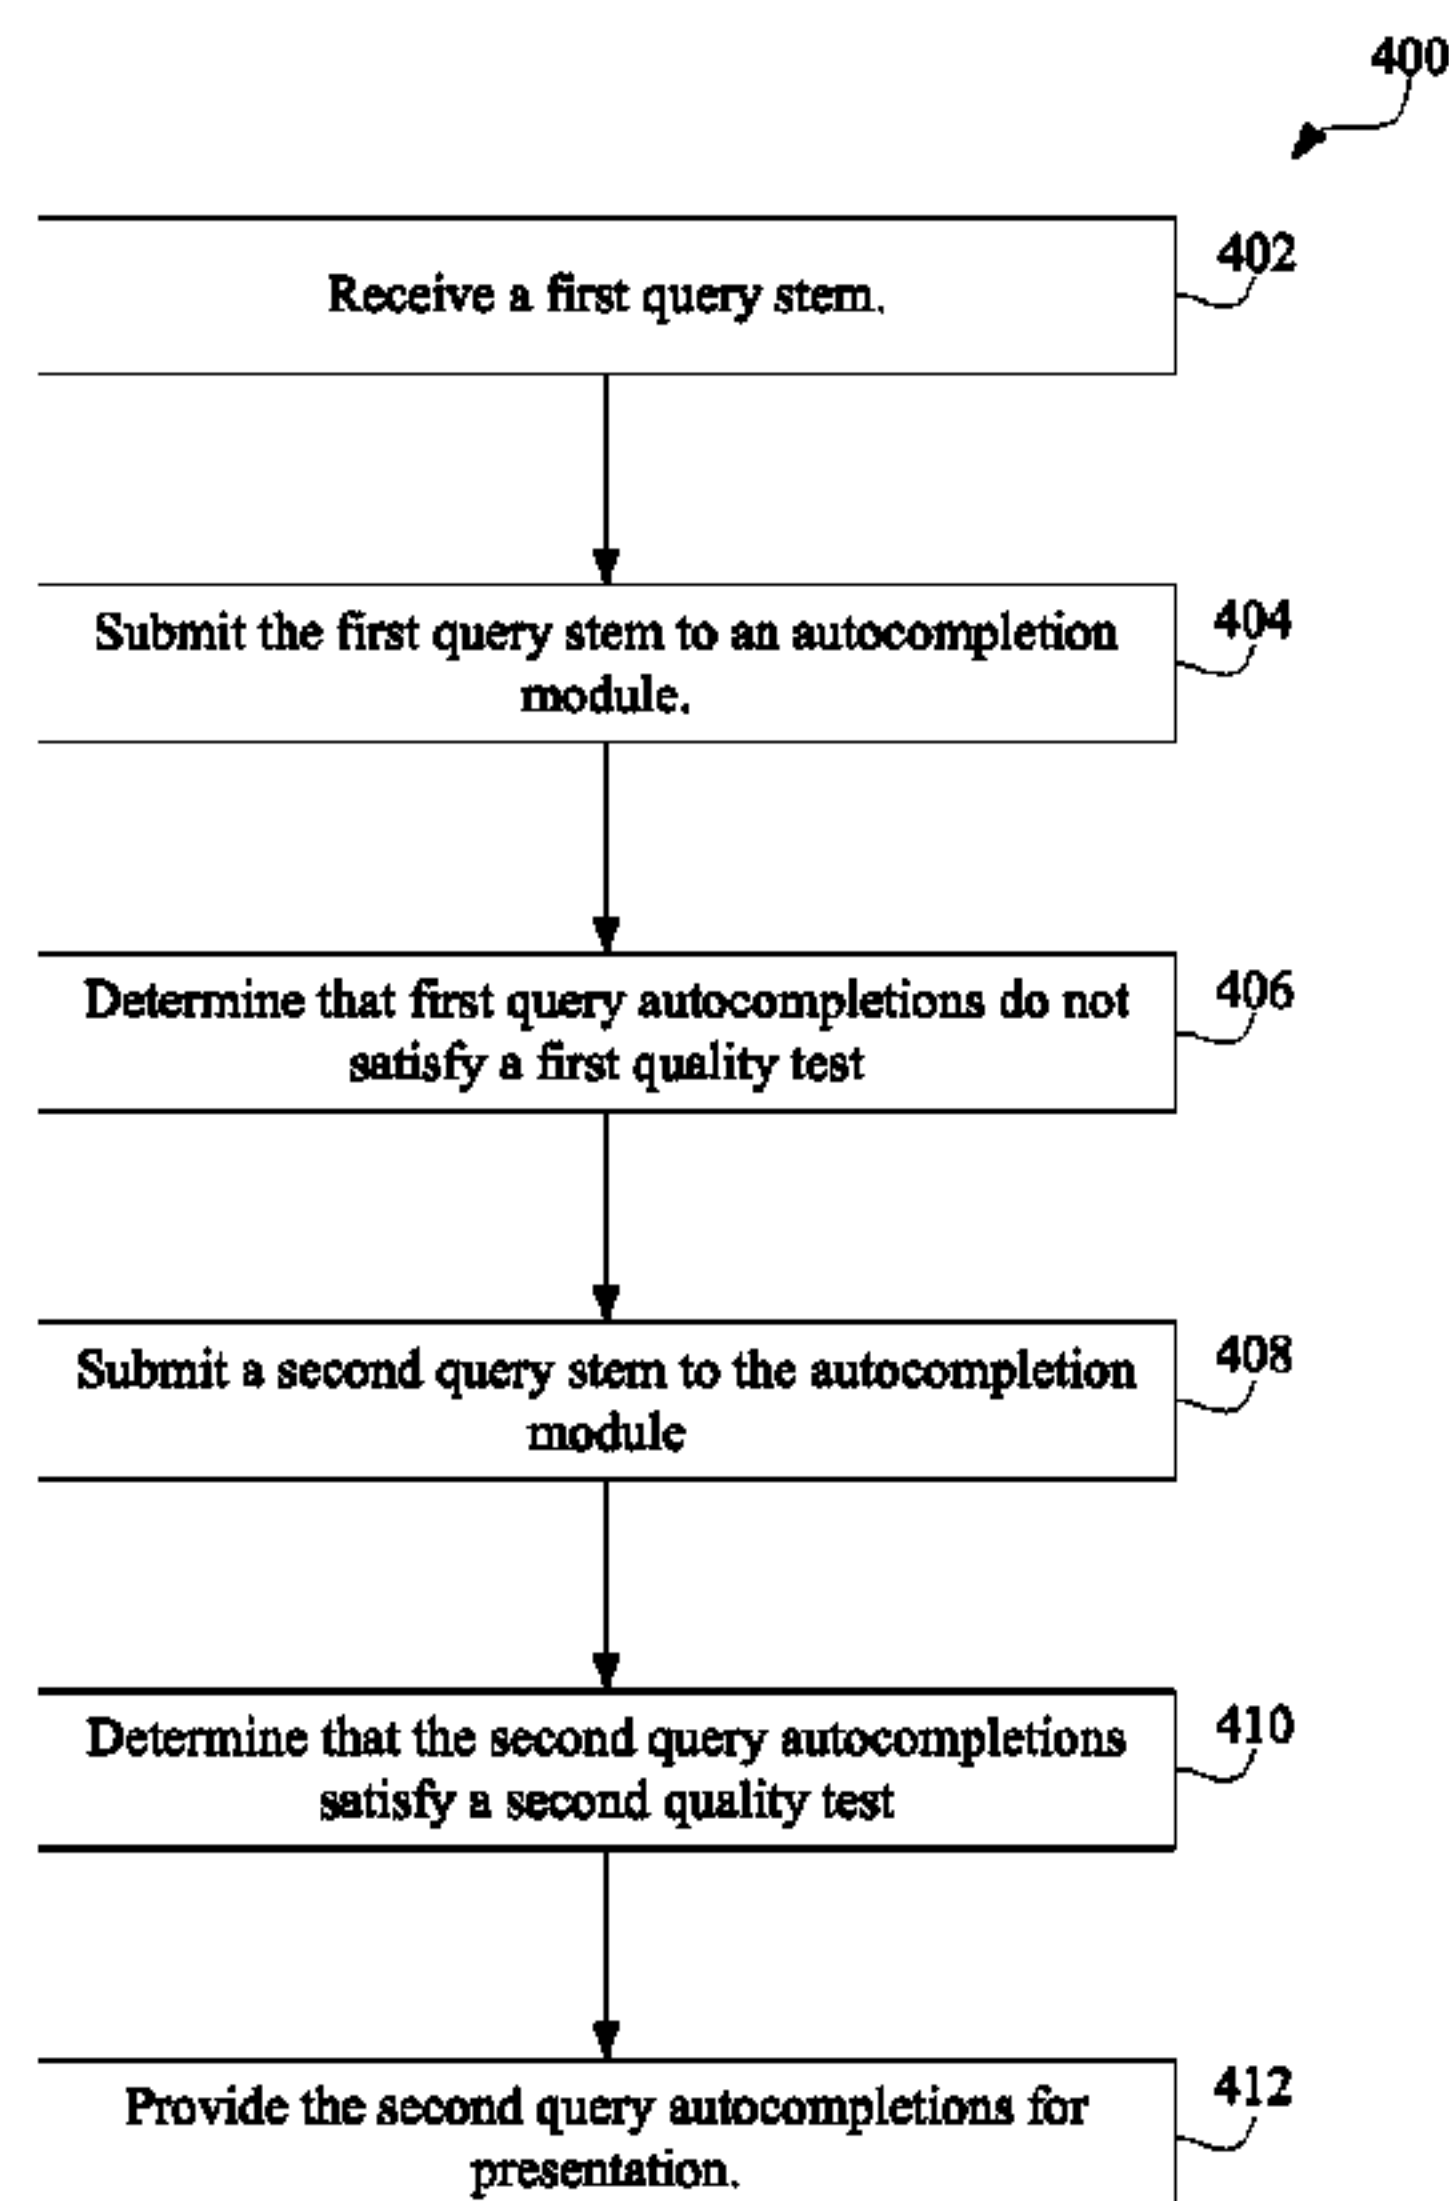 400
402
Receive a first query stem.
404
Submit the first query stem to an autocompletion
module.
406
Determine that first query autocompletions do not
satisfy a first quality test
408
Submit a second query stem to the autocompletion
module
410
Determine that the second query autocompletions
satisfy a second quality test
412
Provide the second query autocompletions for
presentation.